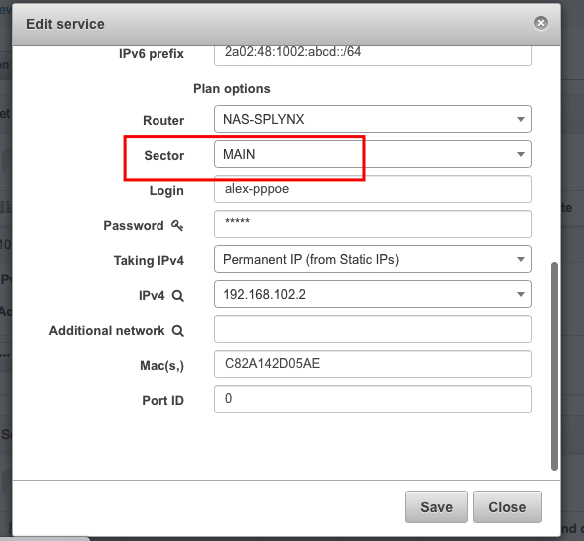 Edit service
IPv6 prefix 2a02:48:1002:abcd::/64
Plan options
Router NAS-SPLYNX
Sector MAIN
Login alex-pppoe
Password *****
Taking IPv4 Permanent IP (from Static IPs)
IPv4 192.168.102.2
Additional network
Mac(s,) C82A142D05AE
Port ID 0
Save Close